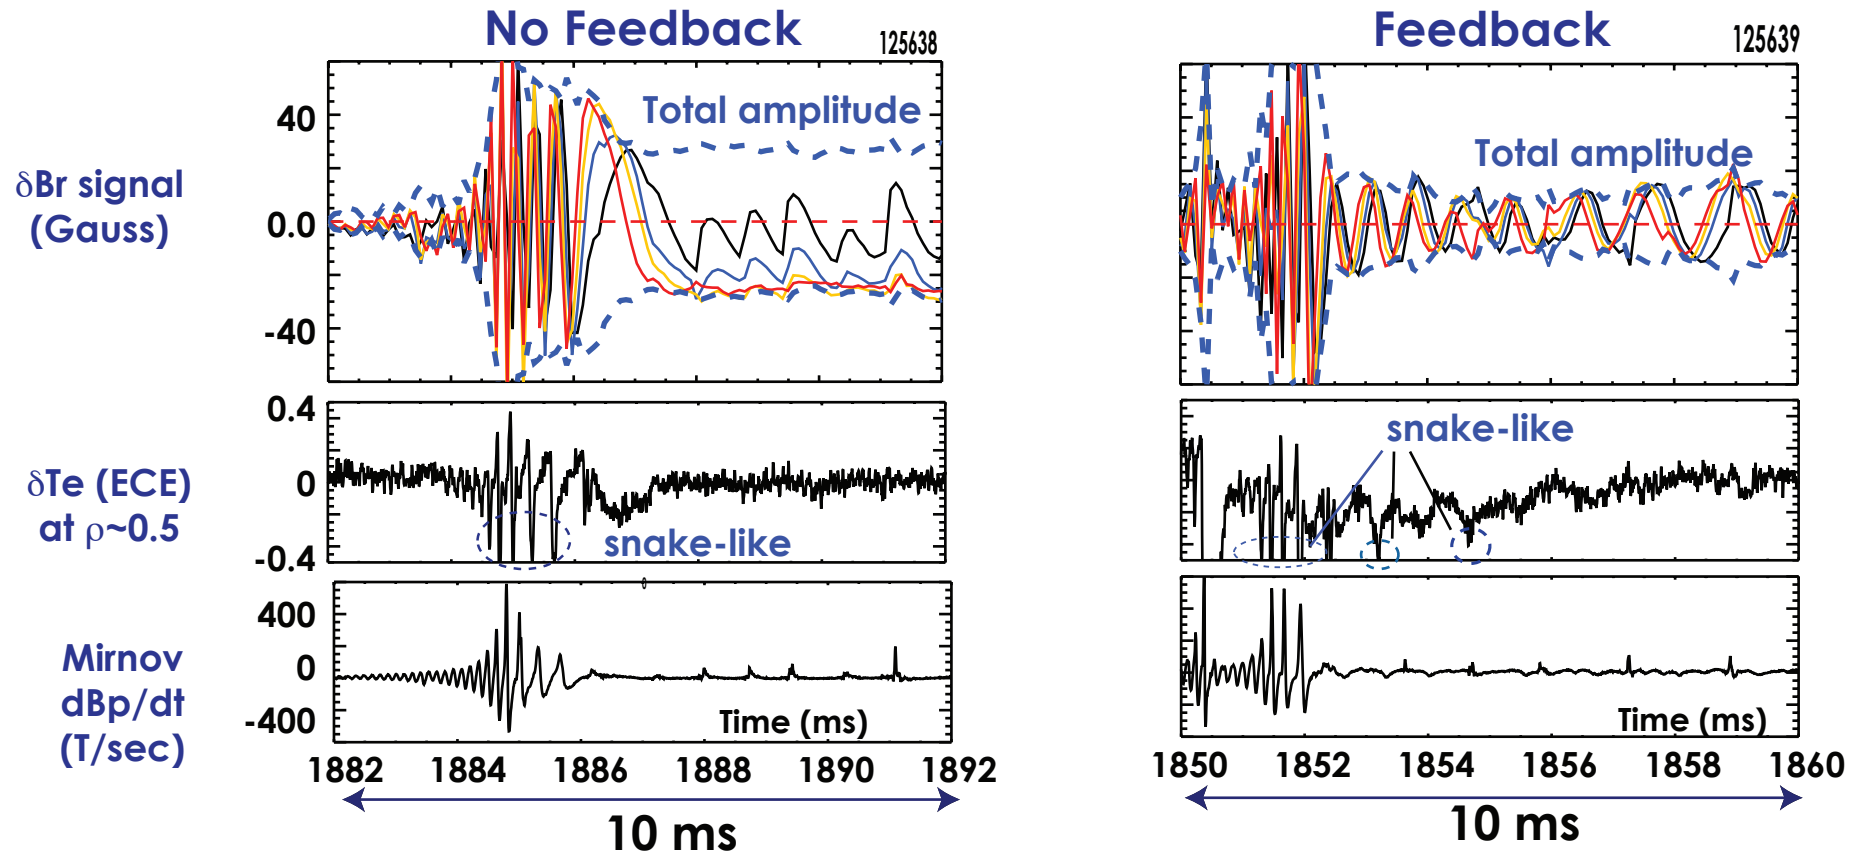 No Feedback
125638
Feedback
125639
δBr signal
(Gauss)
40
0.0
-40
Total amplitude
Total amplitude
δTe (ECE)
at ρ~0.5
0.4
0
-0.4
snake-like
snake-like
Mirnov
dBp/dt
(T/sec)
400
0
-400
0
Time (ms)
Time (ms)
1882 1884 1886 1888 1890 1892
1850 1852 1854 1856 1858 1860
10 ms
10 ms